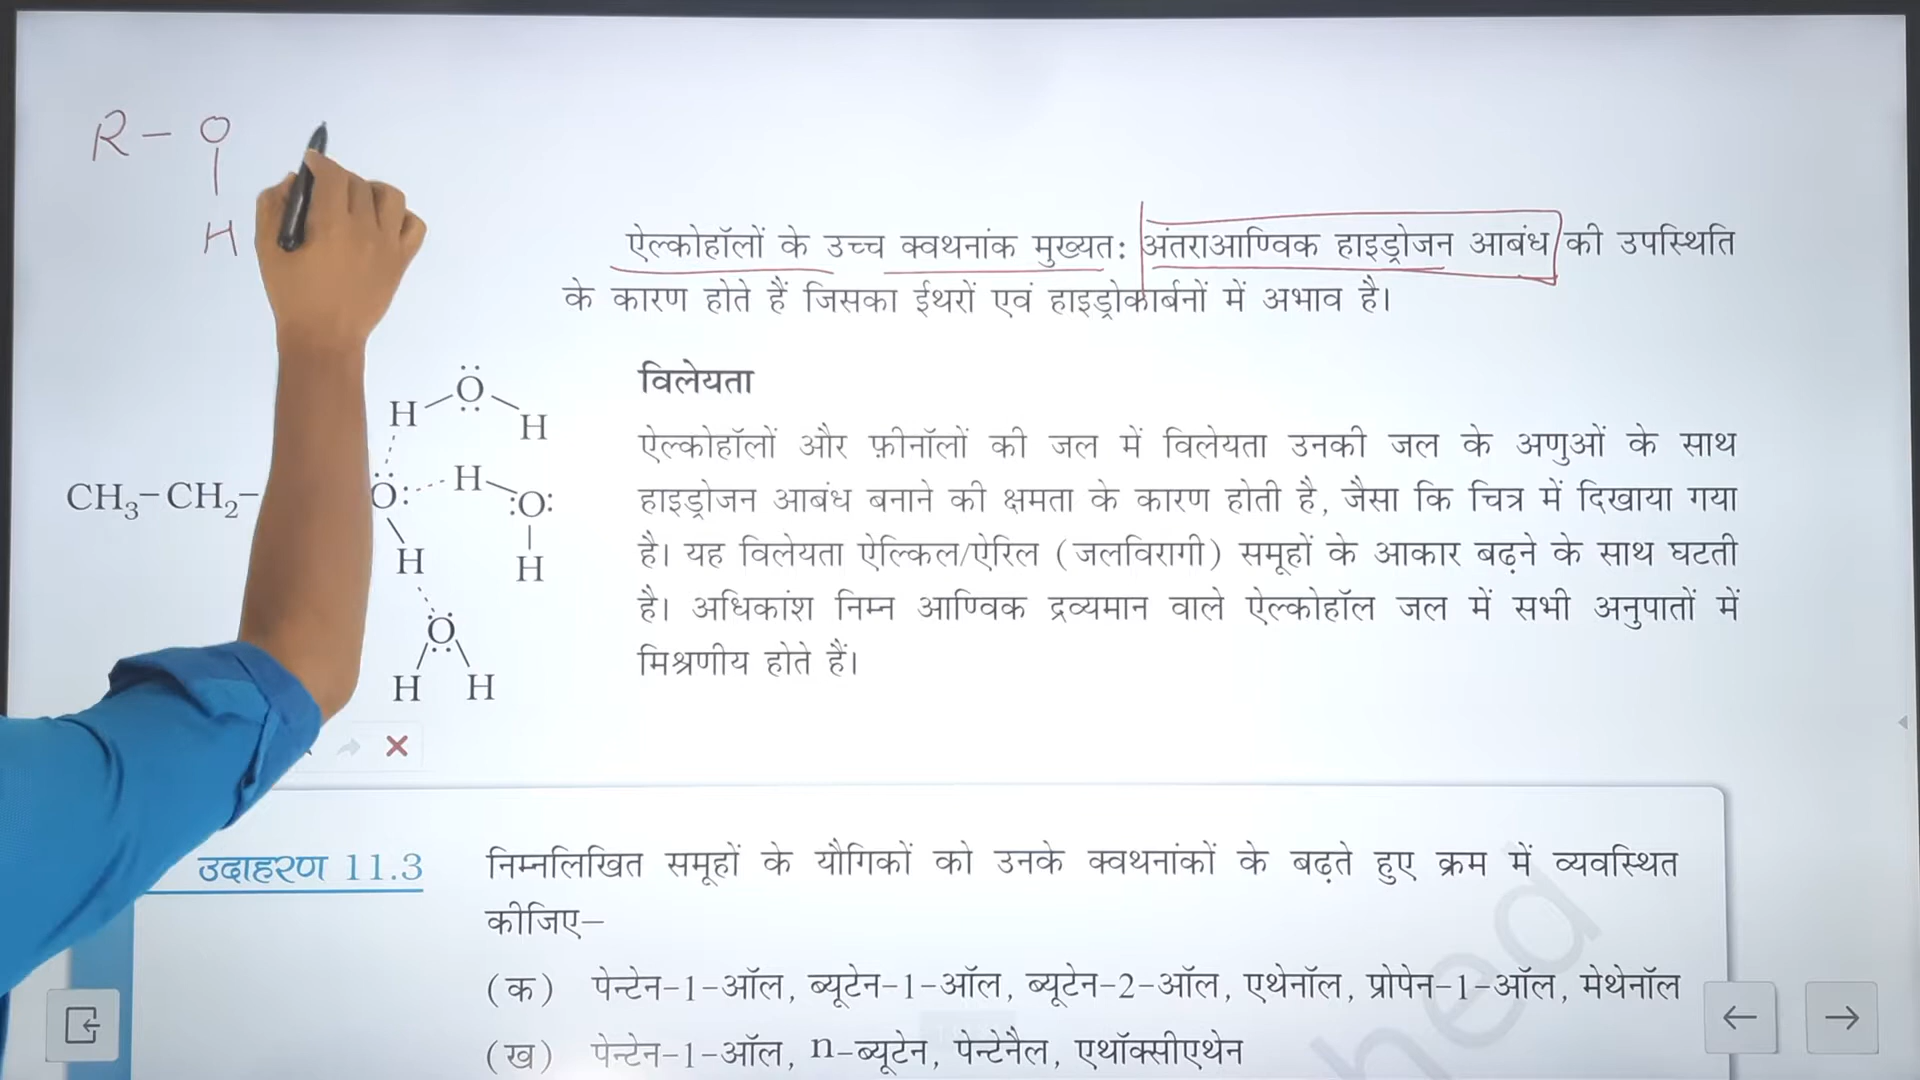 R - O
|
H
ऐल्कोहॉलों के उच्च क्वथनांक मुख्यत: अंतराआण्विक हाइड्रोजन आबंध की उपस्थिति
के कारण होते हैं जिसका ईथरों एवं हाइड्रोकार्बनों में अभाव है।
विलेयता
ऐल्कोहॉलों और फ़ीनॉलों की जल में विलेयता उनकी जल के अणुओं के साथ
हाइड्रोजन आबंध बनाने की क्षमता के कारण होती है, जैसा कि चित्र में दिखाया गया
है। यह विलेयता ऐल्किल/ऐरिल (जलविरागी) समूहों के आकार बढ़ने के साथ घटती
है। अधिकांश निम्न आण्विक द्रव्यमान वाले ऐल्कोहॉल जल में सभी अनुपातों में
मिश्रणीय होते हैं।
H O H
CH₃-CH₂- O: H :O:
H H
O
H H
उदाहरण 11.3
निम्नलिखित समूहों के यौगिकों को उनके क्वथनांकों के बढ़ते हुए क्रम में व्यवस्थित
कीजिए–
(क) पेन्टेन-1-ऑल, ब्यूटेन-1-ऑल, ब्यूटेन-2-ऑल, एथेनॉल, प्रोपेन-1-ऑल, मेथेनॉल
(ख) पेन्टेन-1-ऑल, n-ब्यूटेन, पेन्टेनैल, एथॉक्सीएथेन
hed